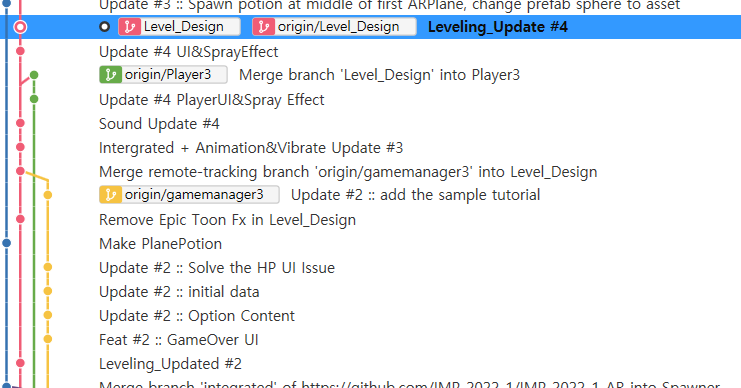 Update #3 :: Spawn potion at middle of first ARPlane, change prefab sphere to asset
Level_Design origin/Level_Design Leveling_Update #4
Update #4 UI&SprayEffect
origin/Player3 Merge branch 'Level_Design' into Player3
Update #4 PlayerUI&Spray Effect
Sound Update #4
Intergrated + Animation&Vibrate Update #3
Merge remote-tracking branch 'origin/gamemanager3' into Level_Design
origin/gamemanager3 Update #2 :: add the sample tutorial
Remove Epic Toon Fx in Level_Design
Make PlanePotion
Update #2 :: Solve the HP UI Issue
Update #2 :: initial data
Update #2 :: Option Content
Feat #2 :: GameOver UI
Leveling_Updated #2
Merge branch 'integrated' of https://github.com/IMP-2022-1/IMP-2022-1-AR into Spawner